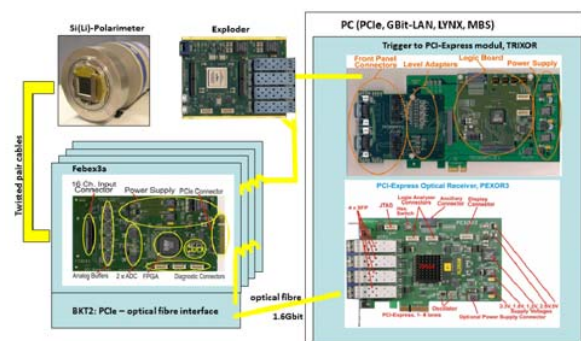 Si(Li)-Polarimeter
Exploder
PC (PCIe, GBit-LAN, LYNX, MBS)
Trigger to PCI-Express modul, TRIXOR
Front Panel
Connectors
Level Adapters
Logic Board
Power Supply
Twisted pair cables
Febex3a
16 Ch. Input
Connector
Power Supply
PCIe Connector
Analog Buffers
2 x ADC
FPGA
Diagnostic Connectors
BKT2: PCIe – optical fibre interface
optical fibre
1.6Gbit
PCI-Express Optical Receiver, PEXOR3
4 x SFP
JTAG
Hex.
Switch
Logic Analyzer
Connectors
Ancillary
Connector
Display
Connector
Oscillator
PCI-Express, 1- 4 lanes
Supply Voltages
Optional Power Supply Connector